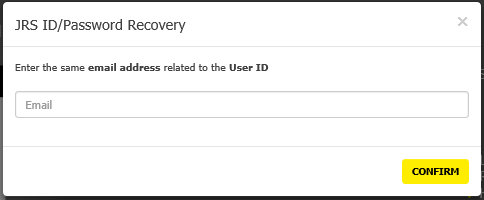 JRS ID/Password Recovery ×
Enter the same email address related to the User ID
Email
CONFIRM